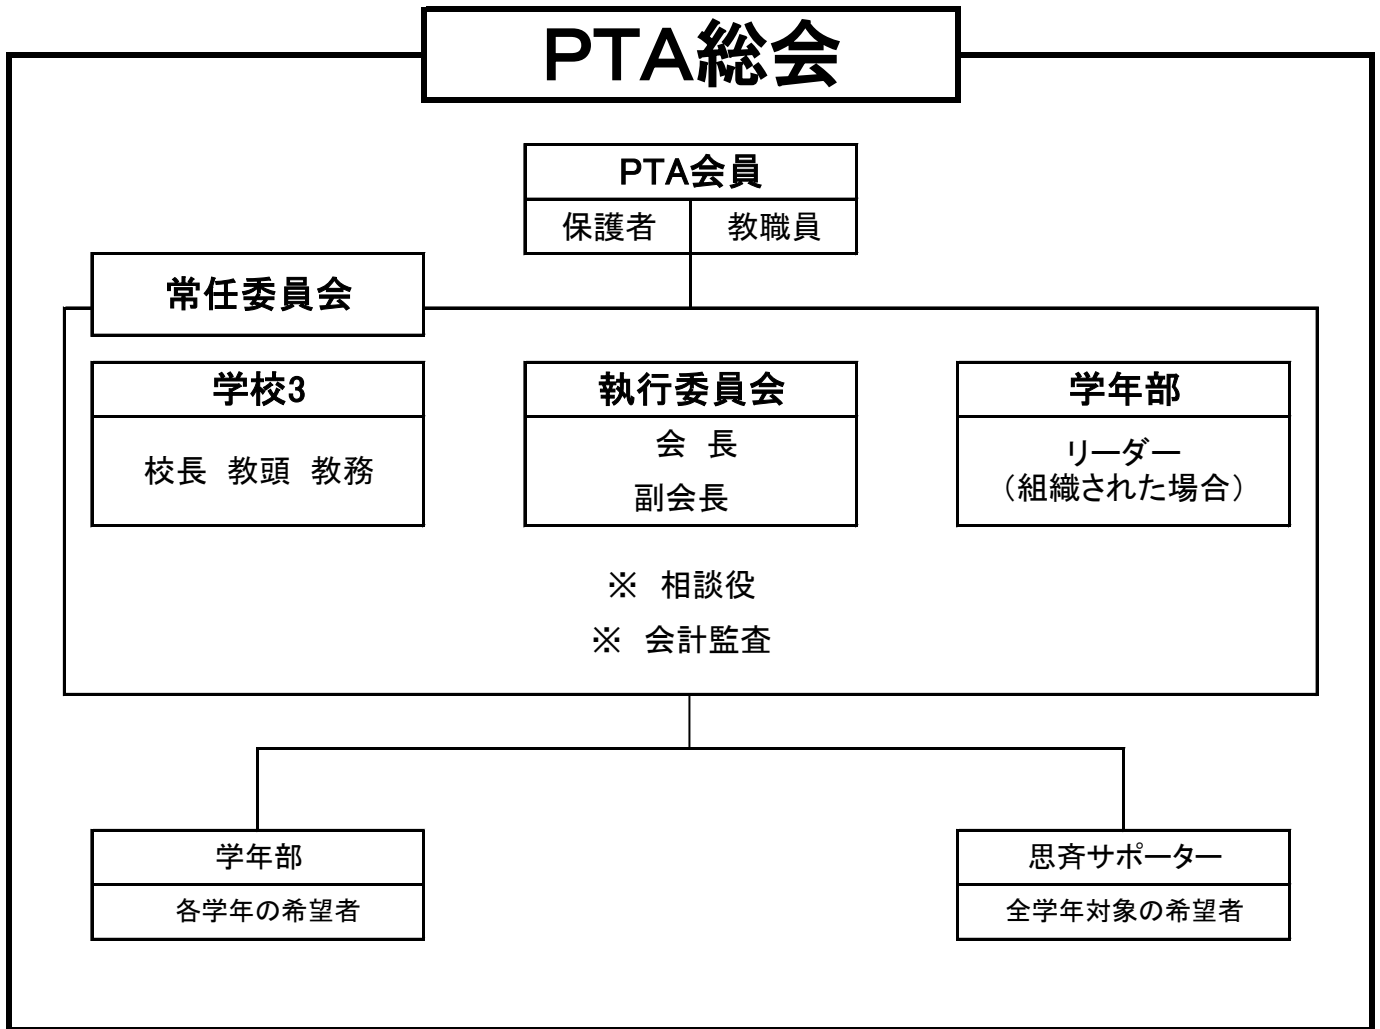 PTA総会
PTA会員
保護者 教職員
常任委員会
学校3 執行委員会 学年部
校長 教頭 教務
会 長
副会長
リーダー
(組織された場合)
※ 相談役
※ 会計監査
学年部 思斉サポーター
各学年の希望者 全学年対象の希望者